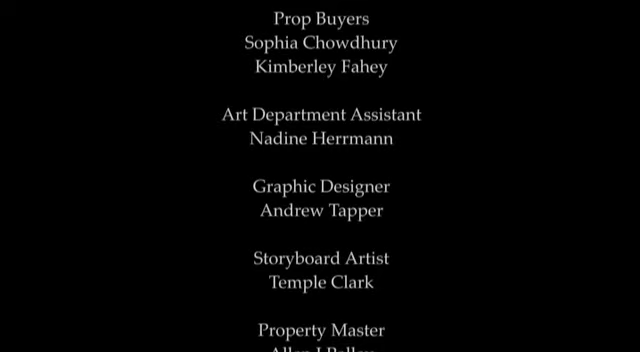 Prop Buyers
Sophia Chowdhury
Kimberley Fahey
Art Department Assistant
Nadine Herrmann
Graphic Designer
Andrew Tapper
Storyboard Artist
Temple Clark
Property Master